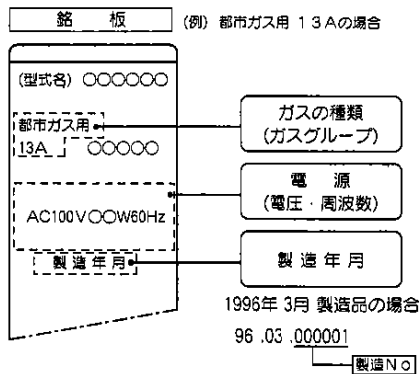 銘板 (例) 都市ガス用 13Aの場合
(型式名) ○○○○○○
都市ガス用
13A ○○○○○
ガスの種類
(ガスグループ)
AC100V○○W60Hz
電源
(電圧・周波数)
製造年月
製造年月
1996年 3月 製造品の場合
96 .03 .000001
製造No